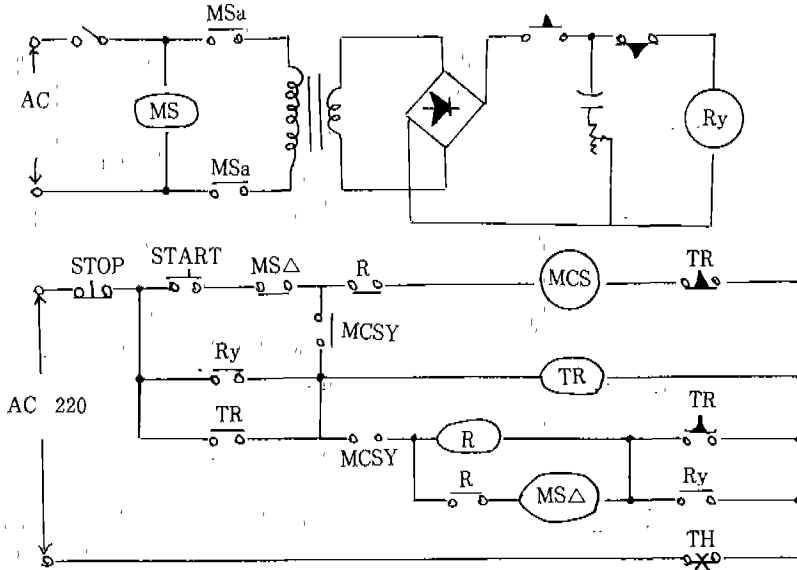 MSa
AC
MS
MSa
Ry
STOP
START
MS△
R
MCS
TR
MCSY
Ry
TR
AC 220
TR
MCSY
R
TR
R
MS△
Ry
TH